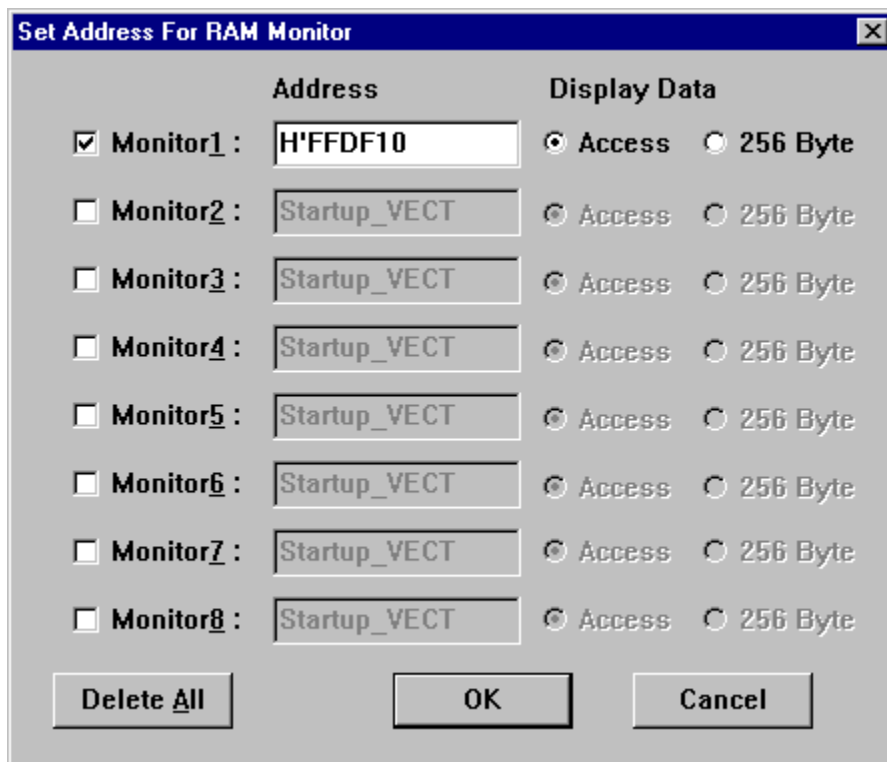 Set Address For RAM Monitor
Address Display Data
Monitor1 : H'FFDF10 Access 256 Byte
Monitor2 : Startup_VECT Access 256 Byte
Monitor3 : Startup_VECT Access 256 Byte
Monitor4 : Startup_VECT Access 256 Byte
Monitor5 : Startup_VECT Access 256 Byte
Monitor6 : Startup_VECT Access 256 Byte
Monitor7 : Startup_VECT Access 256 Byte
Monitor8 : Startup_VECT Access 256 Byte
Delete All OK Cancel